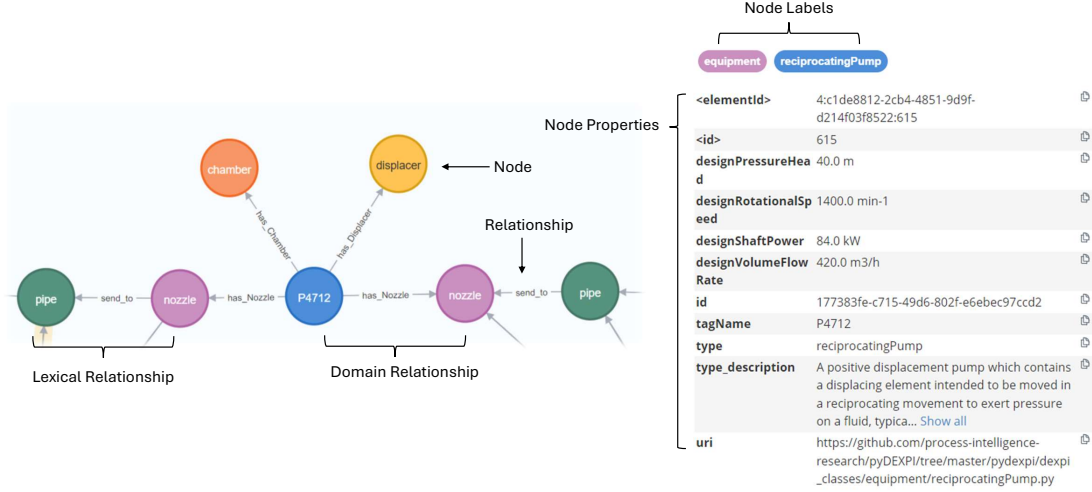 Node Labels
equipment
reciprocatingPump
Node Properties
<elementId>
4:c1de8812-2cb4-4851-9d9f-
d214f03f8522:615
<id>
615
designPressureHea
d
40.0 m
designRotationalSp
eed
1400.0 min-1
designShaftPower
84.0 kW
designVolumeFlow
Rate
420.0 m3/h
id
177383fe-c715-49d6-802f-e6ebec97ccd2
tagName
P4712
type
reciprocatingPump
type_description
A positive displacement pump which contains
a displacing element intended to be moved in
a reciprocating movement to exert pressure
on a fluid, typica... Show all
uri
https://github.com/process-intelligence-
research/pyDEXPI/tree/master/pydexpi/dexpi
_classes/equipment/reciprocatingPump.py
chamber
displacer
Node
has_Chamber
has_Displacer
Relationship
pipe
send_to
nozzle
has_Nozzle
P4712
has_Nozzle
nozzle
send_to
pipe
Lexical Relationship
Domain Relationship